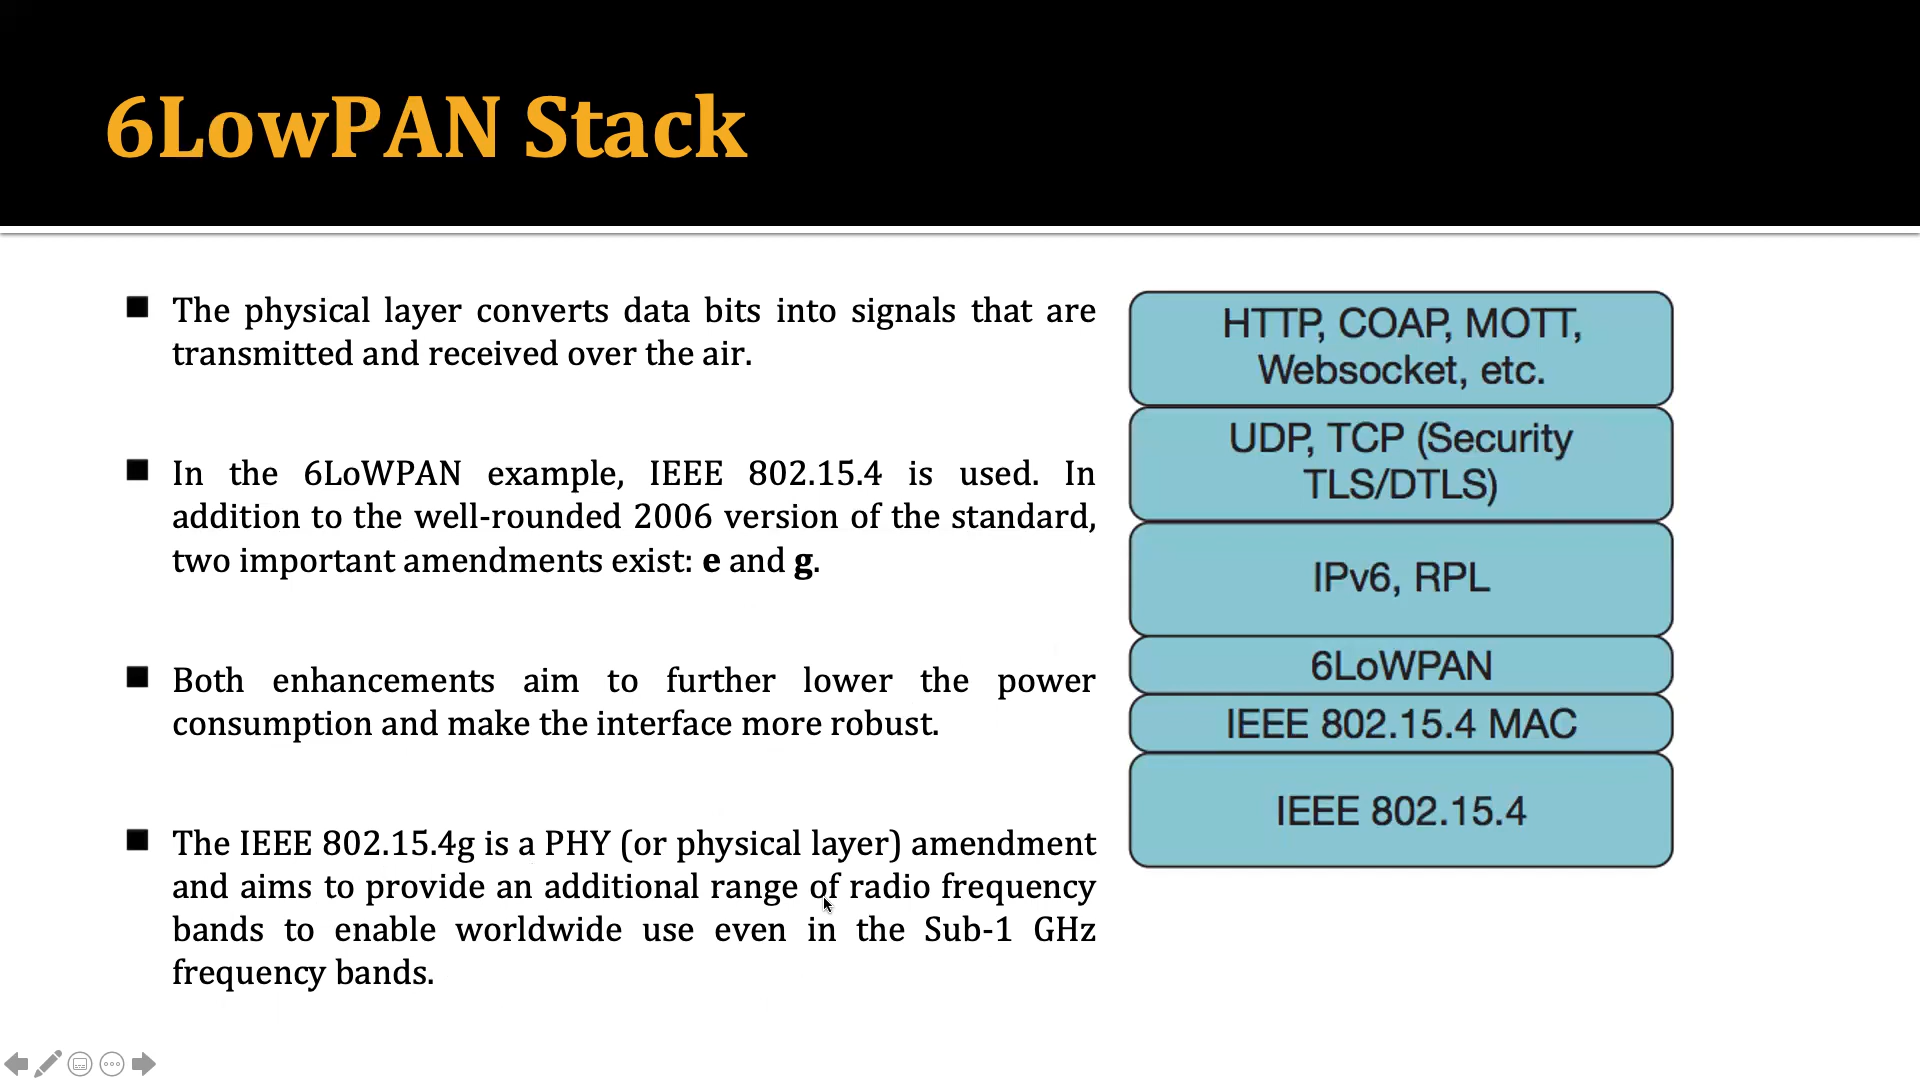 6LowPAN Stack
The physical layer converts data bits into signals that are
transmitted and received over the air.
In the 6LoWPAN example, IEEE 802.15.4 is used. In
addition to the well-rounded 2006 version of the standard,
two important amendments exist: e and g.
Both enhancements aim to further lower the power
consumption and make the interface more robust.
The IEEE 802.15.4g is a PHY (or physical layer) amendment
and aims to provide an additional range of radio frequency
bands to enable worldwide use even in the Sub-1 GHz
frequency bands.
HTTP, COAP, MOTT,
Websocket, etc.
UDP, TCP (Security
TLS/DTLS)
IPv6, RPL
6LoWPAN
IEEE 802.15.4 MAC
IEEE 802.15.4